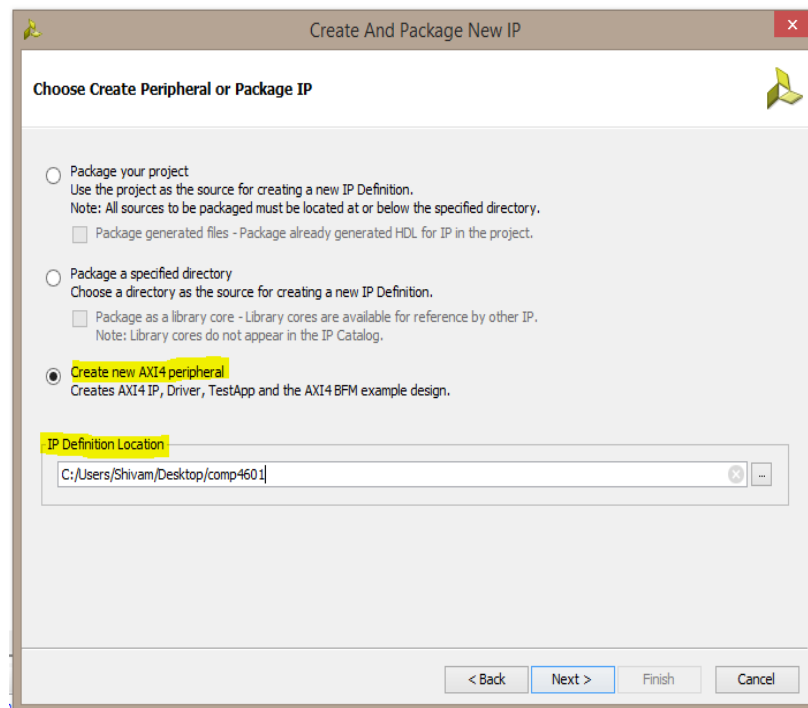 Create And Package New IP
Choose Create Peripheral or Package IP
Package your project
Use the project as the source for creating a new IP Definition.
Note: All sources to be packaged must be located at or below the specified directory.
Package generated files - Package already generated HDL for IP in the project.
Package a specified directory
Choose a directory as the source for creating a new IP Definition.
Package as a library core - Library cores are available for reference by other IP.
Note: Library cores do not appear in the IP Catalog.
Create new AXI4 peripheral
Creates AXI4 IP, Driver, TestApp and the AXI4 BFM example design.
IP Definition Location
C:/Users/Shivam/Desktop/comp4601
...
< Back Next > Finish Cancel